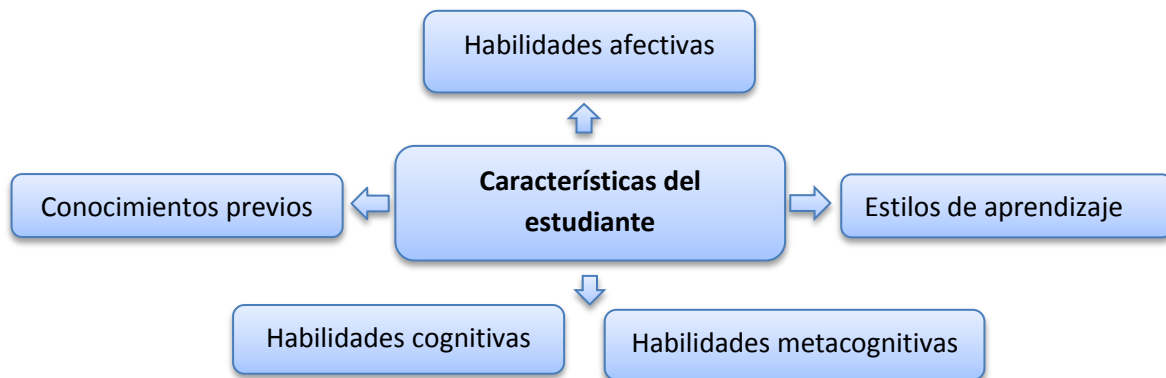 Habilidades afectivas
Características del
estudiante
Conocimientos previos
Estilos de aprendizaje
Habilidades cognitivas
Habilidades metacognitivas